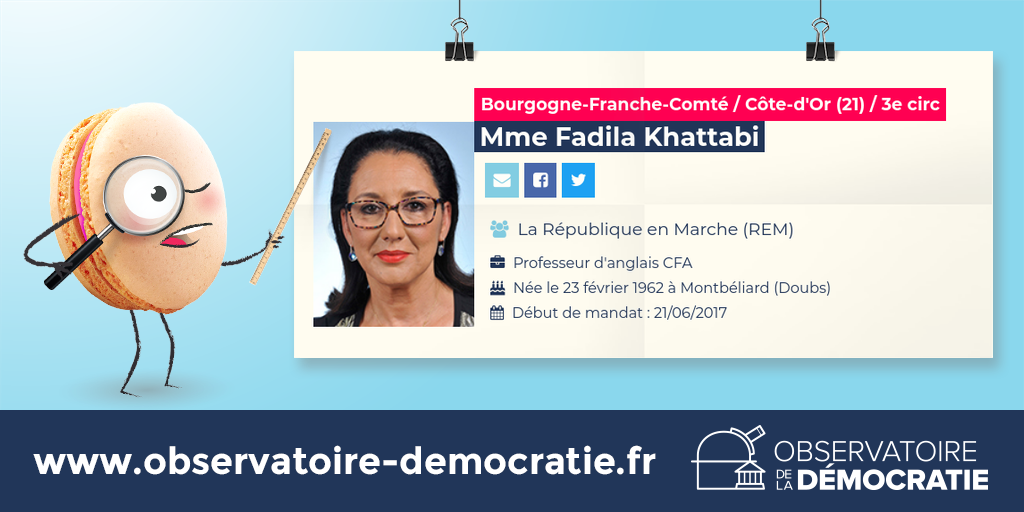 Bourgogne-Franche-Comté / Côte-d'Or (21) / 3e circ
Mme Fadila Khattabi
La République en Marche (REM)
Professeur d'anglais CFA
Née le 23 février 1962 à Montbéliard (Doubs)
Début de mandat : 21/06/2017
www.observatoire-democratie.fr
OBSERVATOIRE
DE LA DÉMOCRATIE